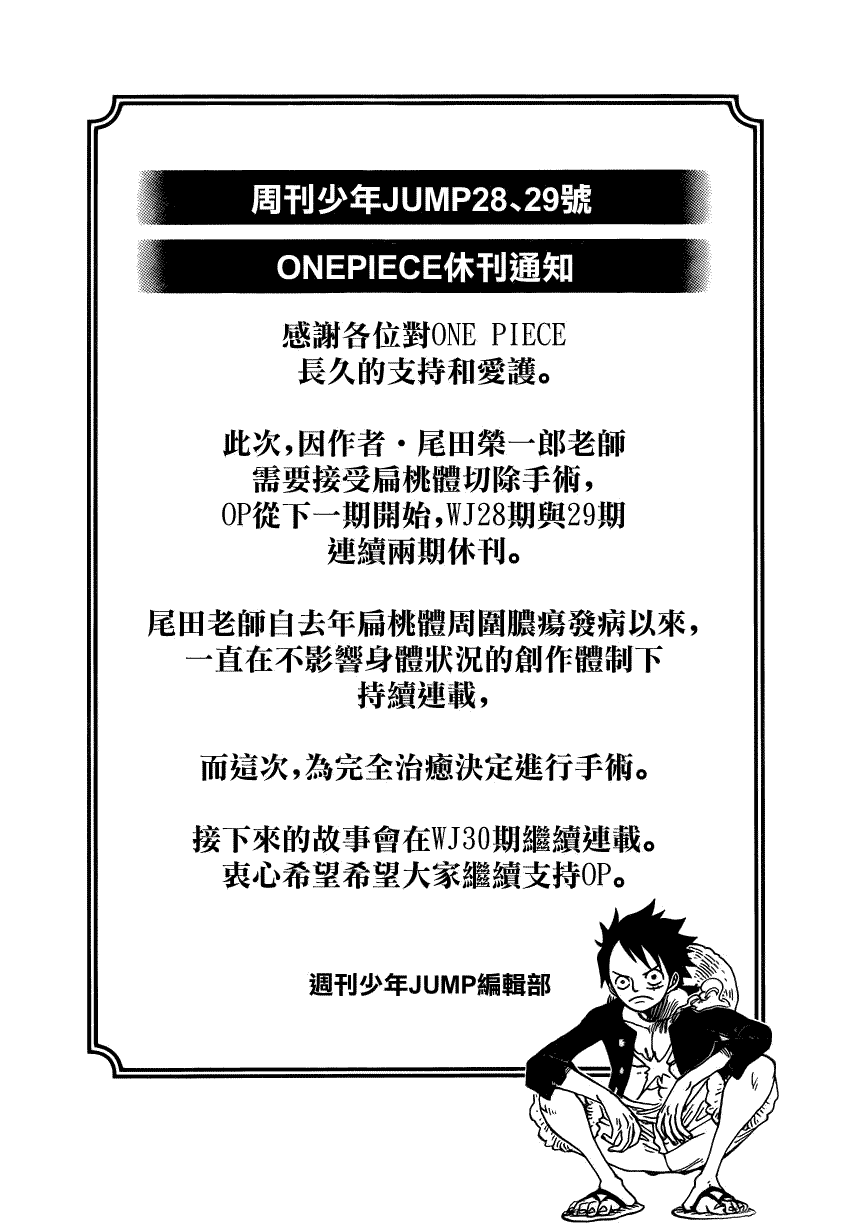 周刊少年JUMP28、29號
ONEPIECE休刊通知
感謝各位對ONE PIECE
長久的支持和愛護。
此次,因作者・尾田榮一郎老師
需要接受扁桃體切除手術,
OP從下一期開始,WJ28期與29期
連續兩期休刊。
尾田老師自去年扁桃體周圍膿瘍發病以來,
一直在不影響身體狀況的創作體制下
持續連載,
而這次,為完全治癒決定進行手術。
接下來的故事會在WJ30期繼續連載。
衷心希望希望大家繼續支持OP。
週刊少年JUMP編輯部